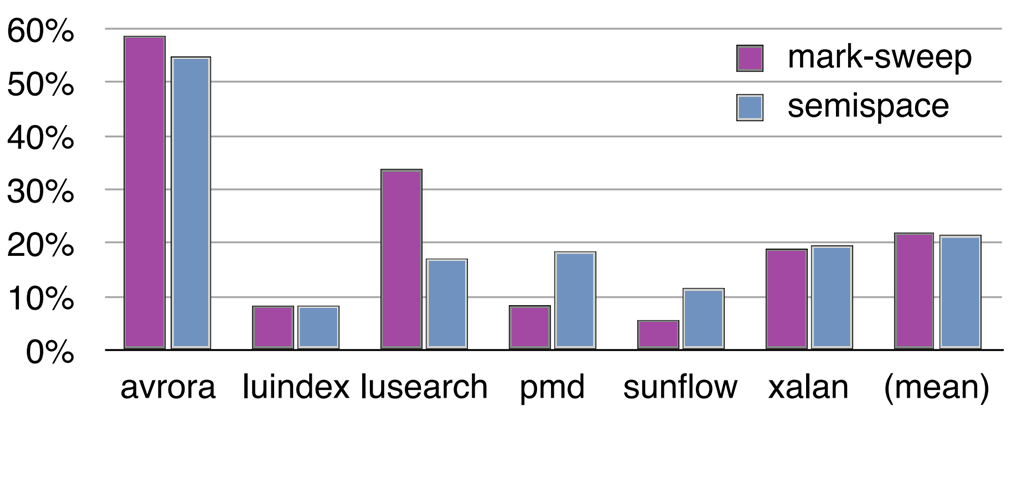 60%
mark-sweep
50%
semispace
40%
30%
20%
10%
0%
avrora luindex lusearch pmd sunflow xalan (mean)